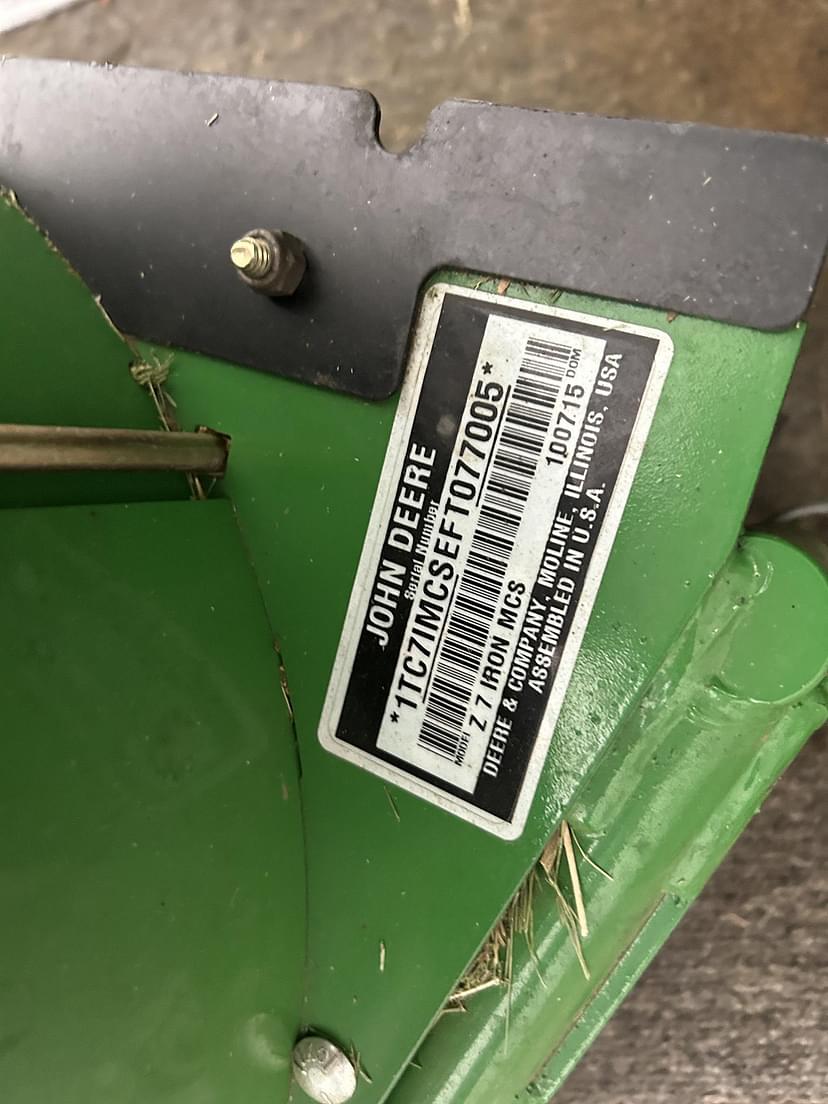 JOHN DEERE
Serial Number
*1TC7IMCSEFT077005*
100715 DOM
MODEL Z 7 IRON MCS
DEERE & COMPANY, MOLINE, ILLINOIS, USA
ASSEMBLED IN U.S.A.